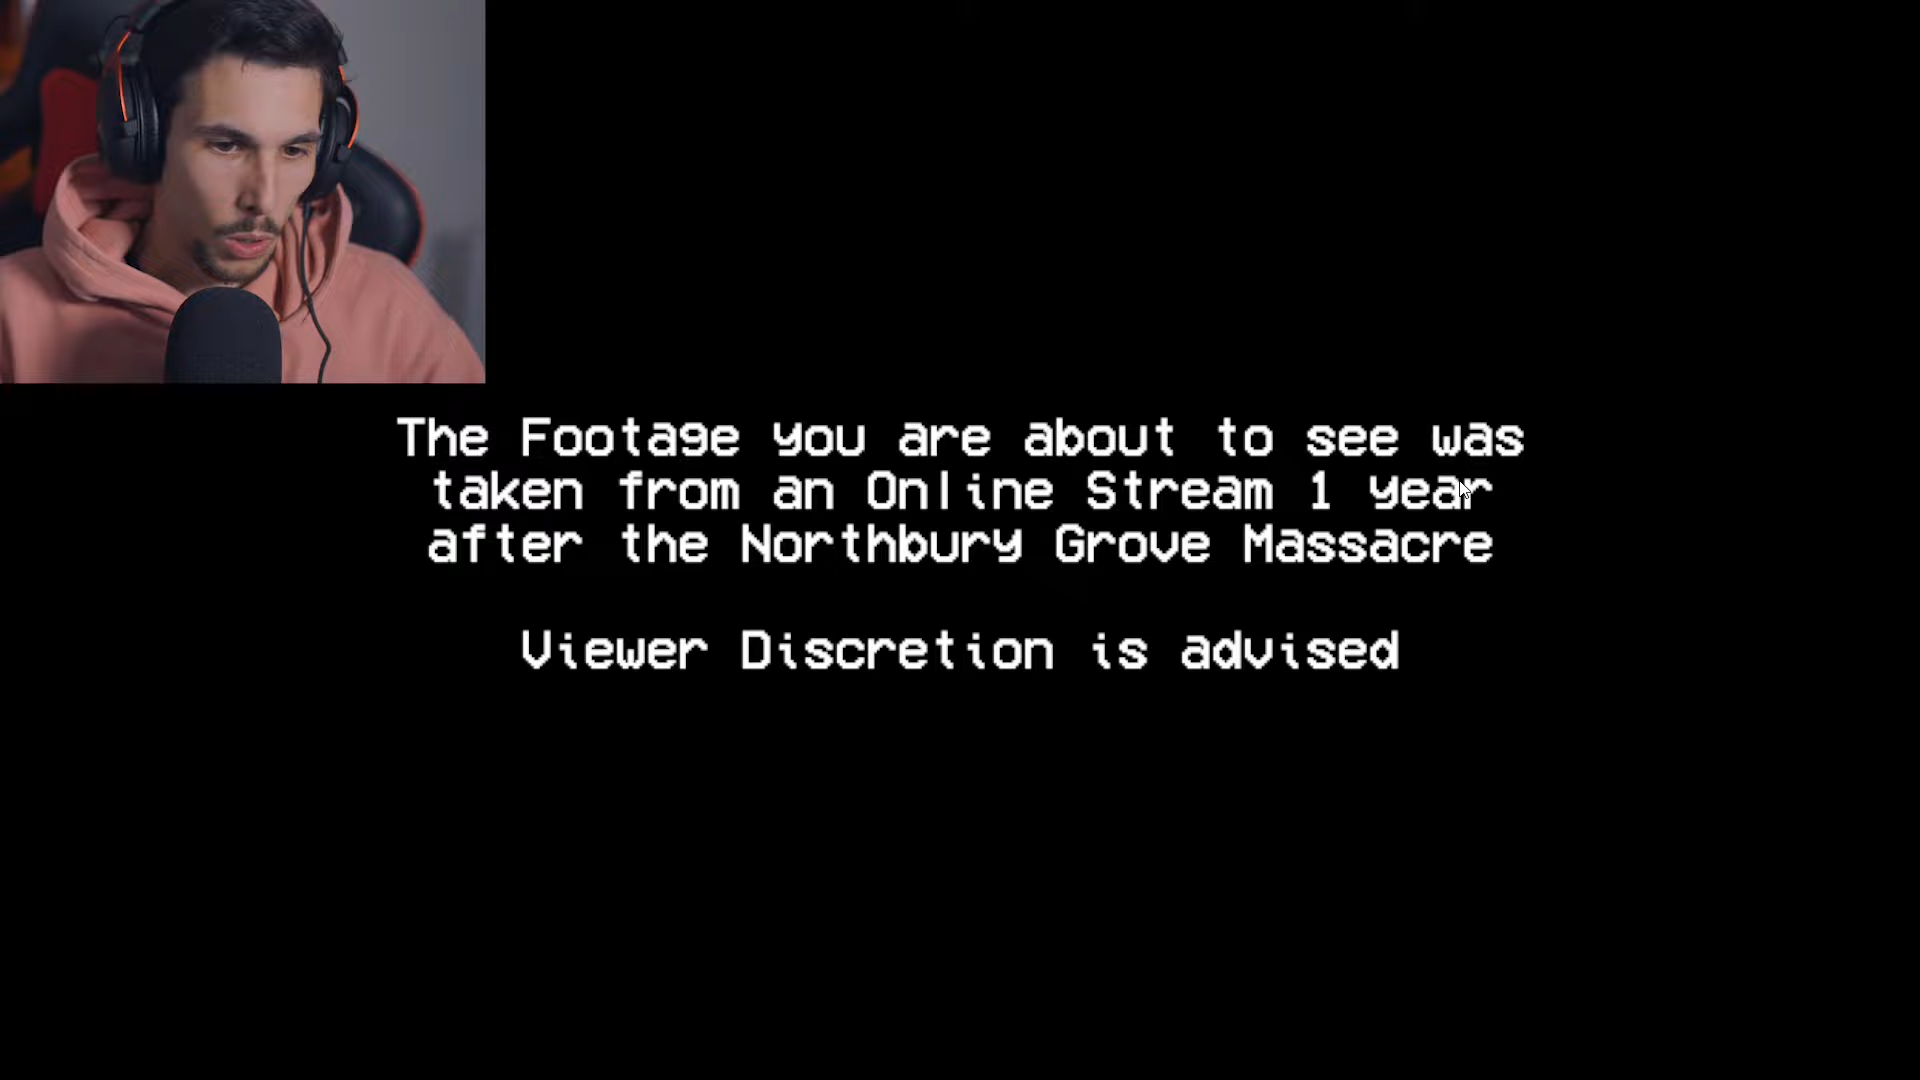 The Footage you are about to see was
taken from an Online Stream 1 year
after the Northbury Grove Massacre
Viewer Discretion is advised